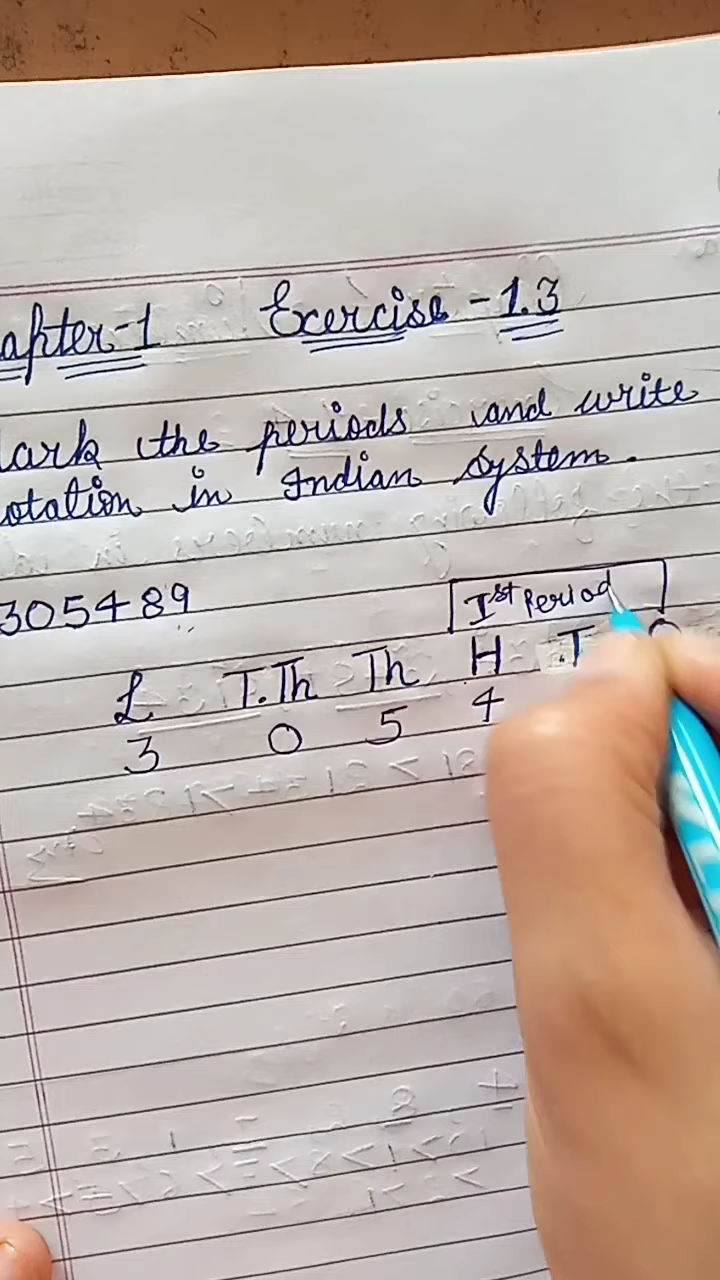 apter-1 Exercise - 1.3
ark the periods and write
otation in Indian System.
305489
Ist Period
L T.Th Th H T
3 0 5 4